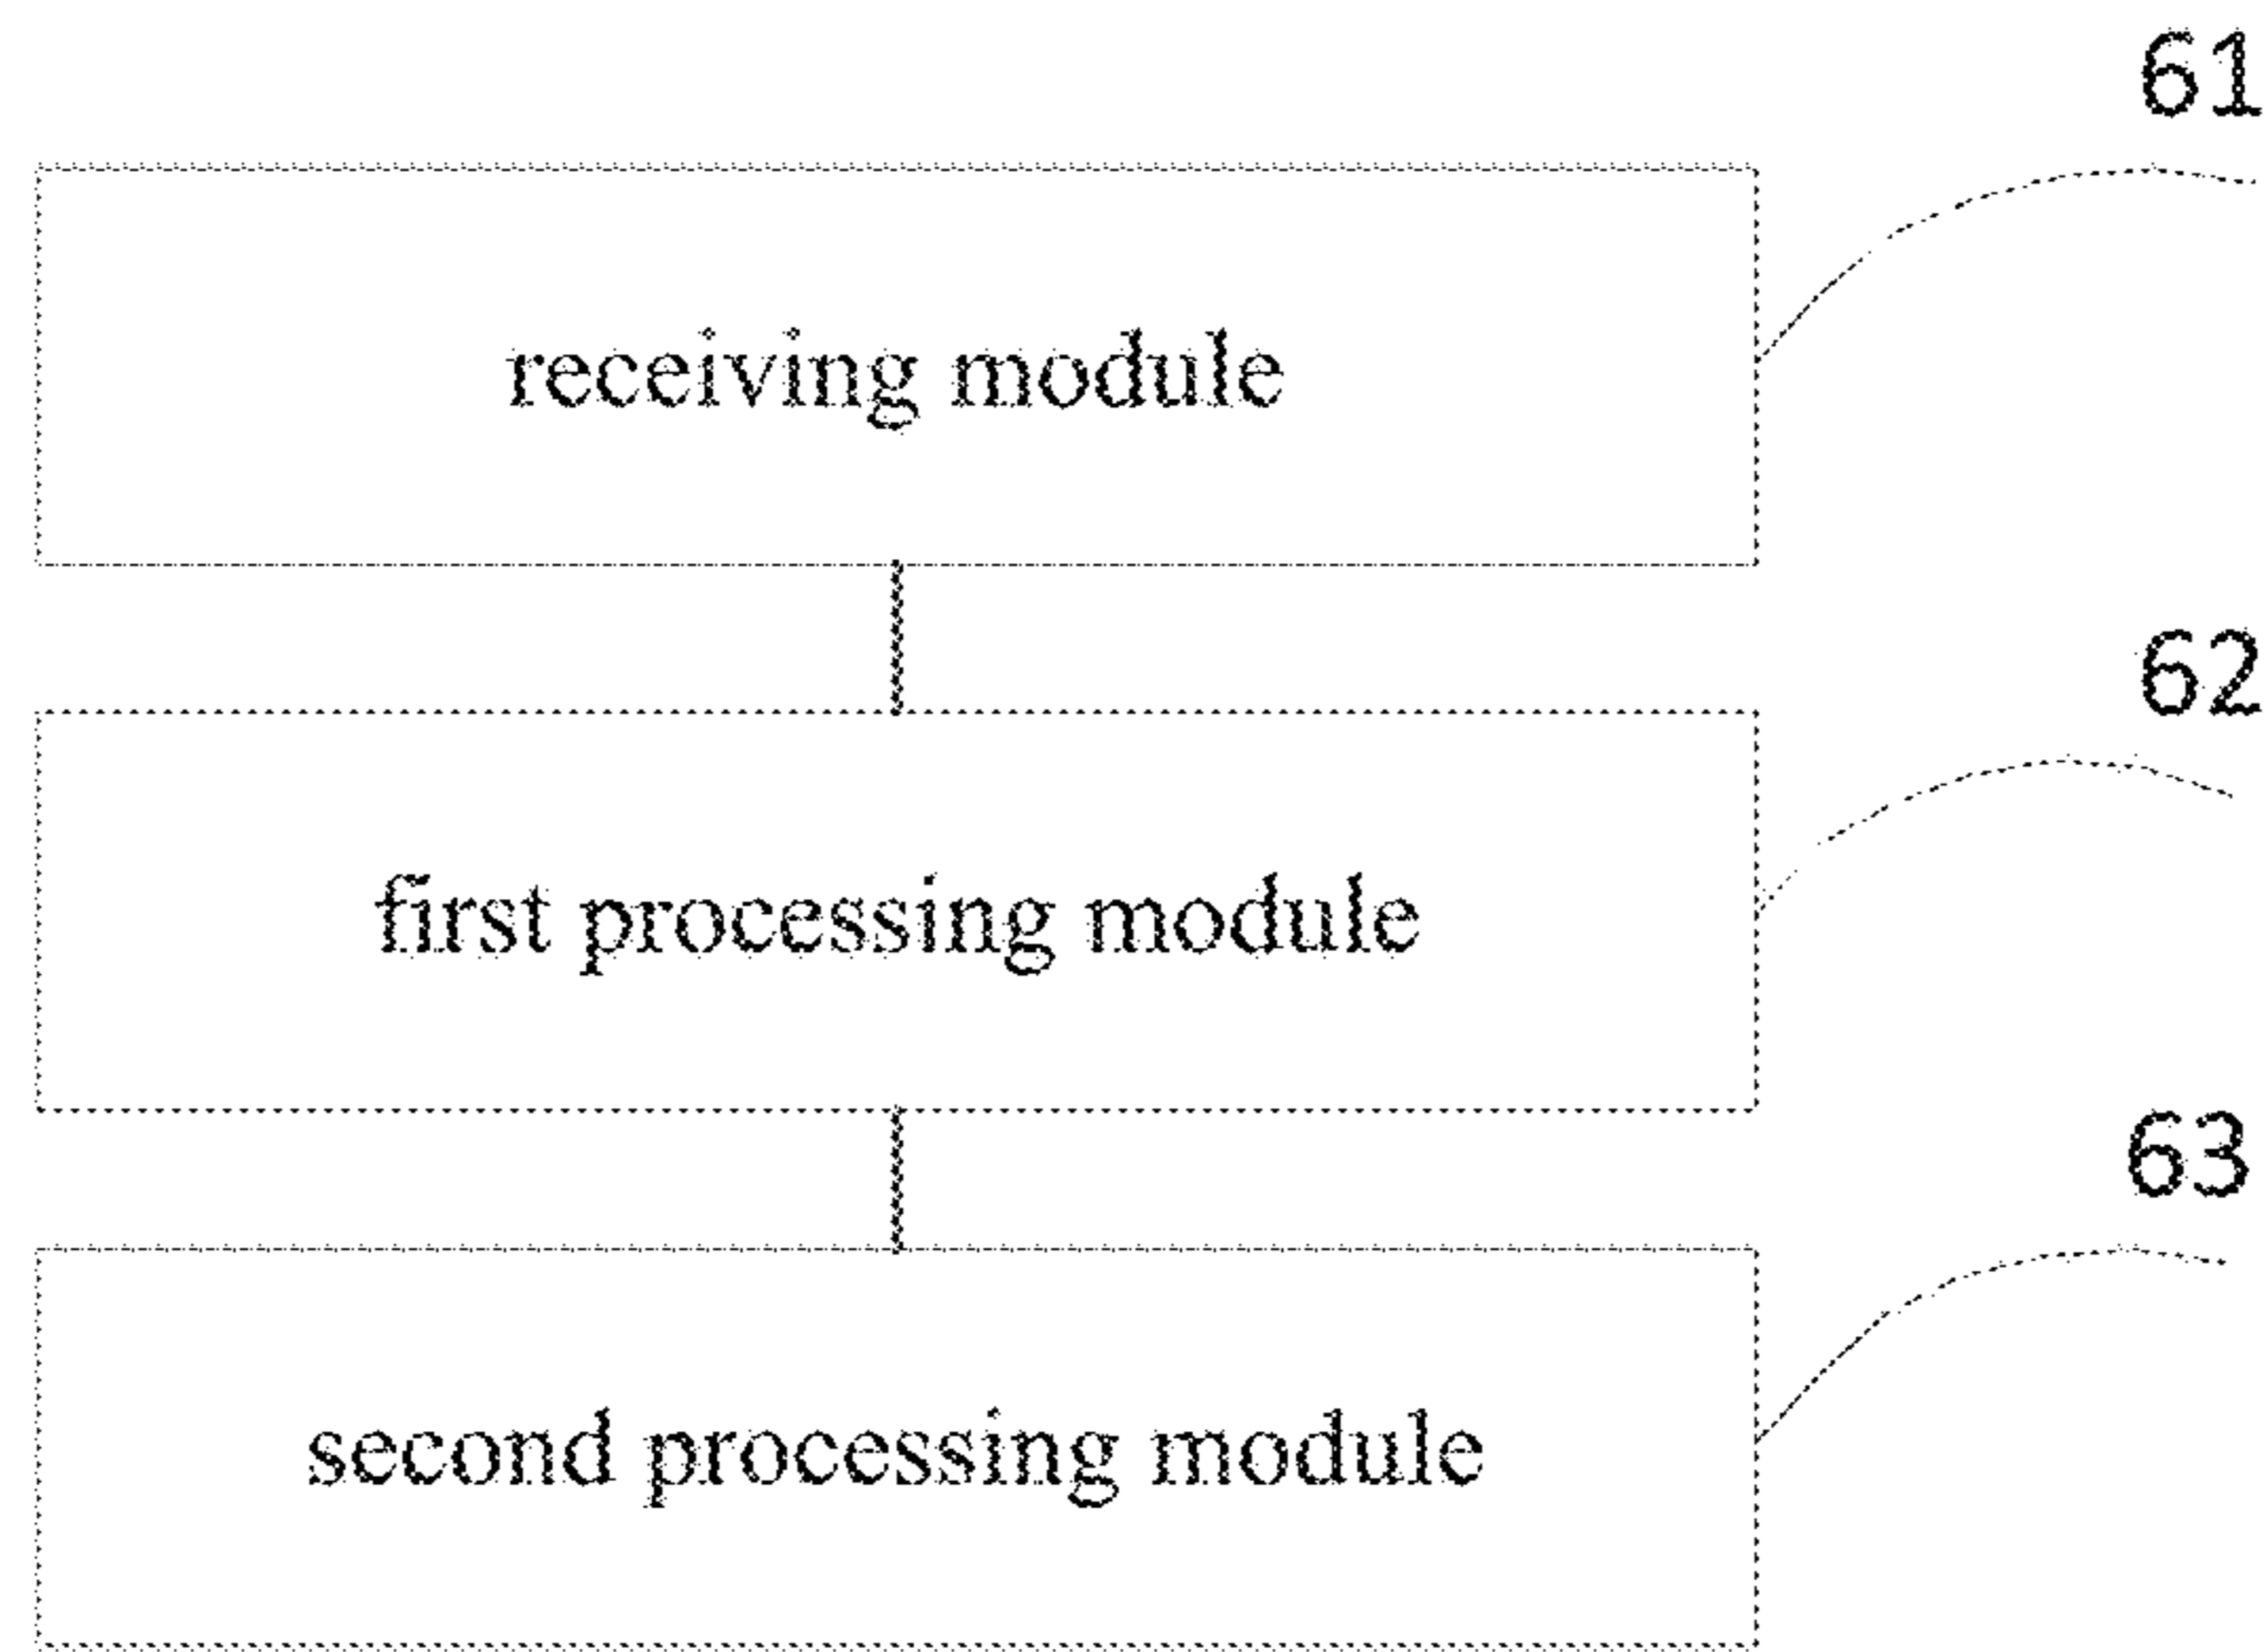 61
receiving module
62
first processing module
63
second processing module